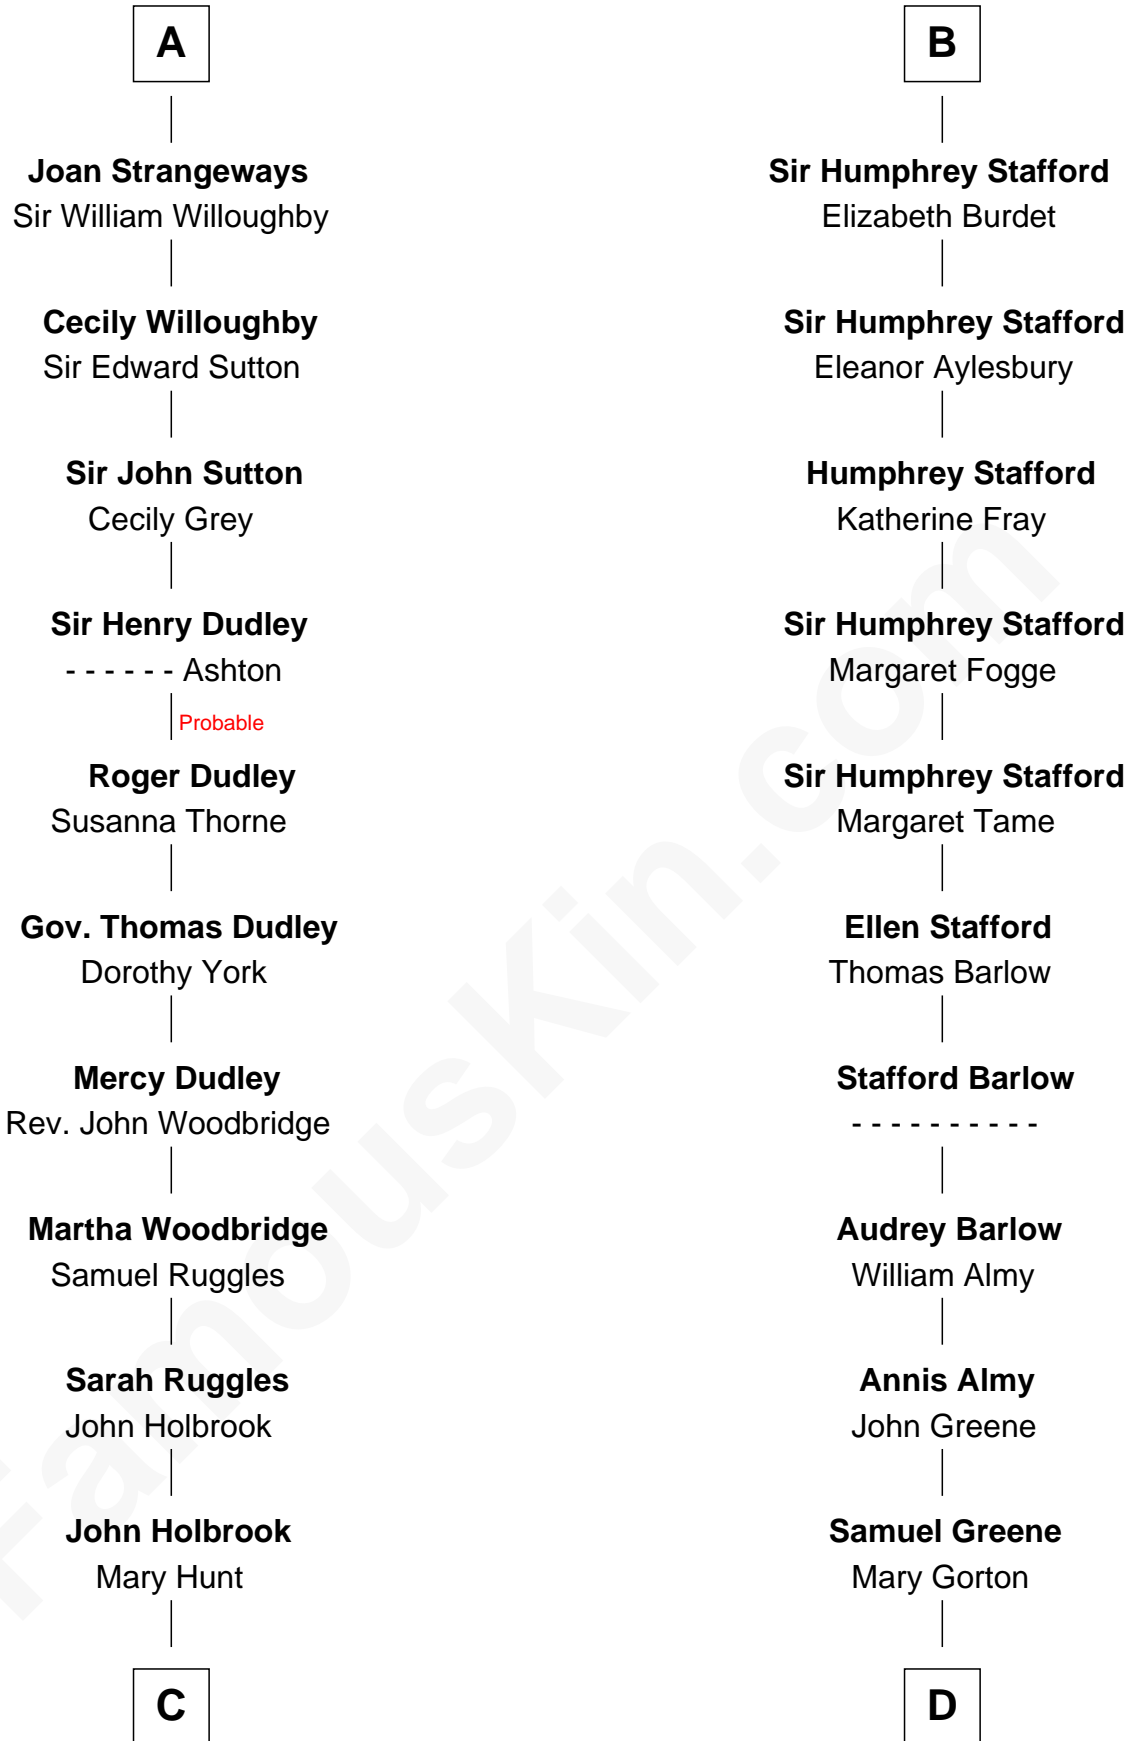 A
Joan Strangeways
Sir William Willoughby
Cecily Willoughby
Sir Edward Sutton
Sir John Sutton
Cecily Grey
Sir Henry Dudley
- - - - - - Ashton
Probable
Roger Dudley
Susanna Thorne
Gov. Thomas Dudley
Dorothy York
Mercy Dudley
Rev. John Woodbridge
Martha Woodbridge
Samuel Ruggles
Sarah Ruggles
John Holbrook
John Holbrook
Mary Hunt
C
B
Sir Humphrey Stafford
Elizabeth Burdet
Sir Humphrey Stafford
Eleanor Aylesbury
Humphrey Stafford
Katherine Fray
Sir Humphrey Stafford
Margaret Fogge
Sir Humphrey Stafford
Margaret Tame
Ellen Stafford
Thomas Barlow
Stafford Barlow
- - - - - - - - - -
Audrey Barlow
William Almy
Annis Almy
John Greene
Samuel Greene
Mary Gorton
D
FamousKin.com